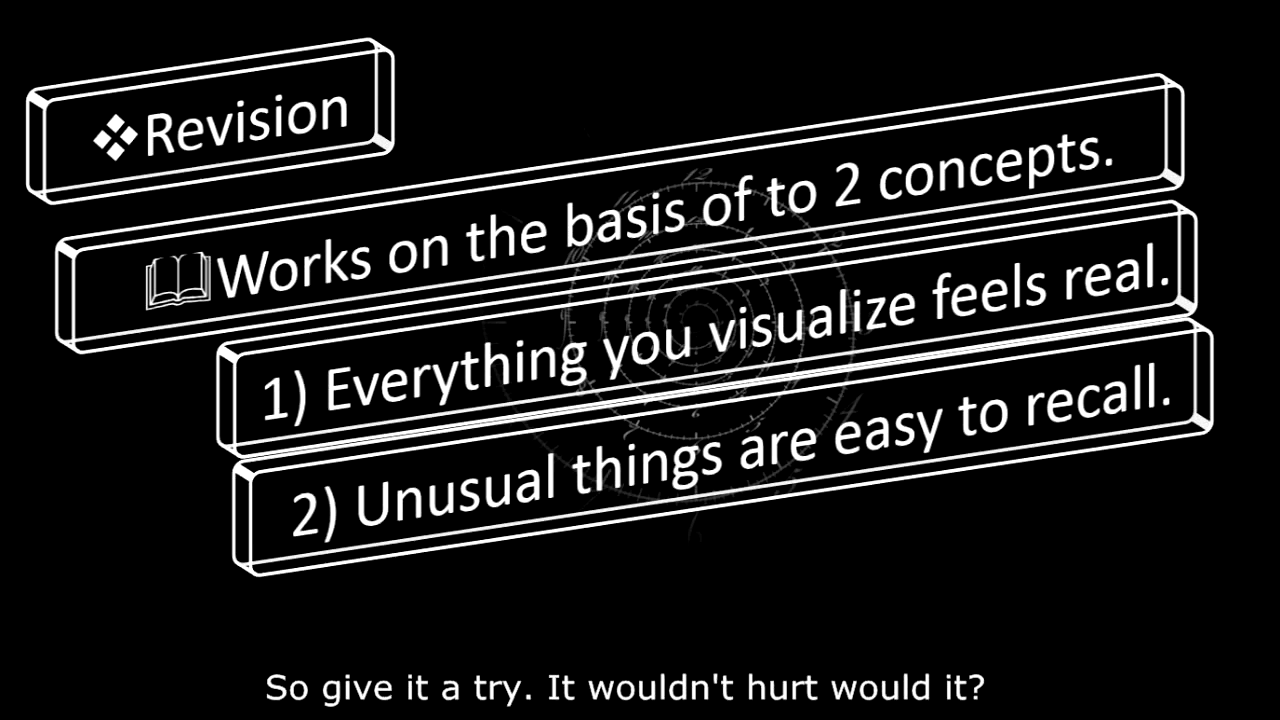 ❖Revision
Works on the basis of to 2 concepts.
1) Everything you visualize feels real.
2) Unusual things are easy to recall.
So give it a try. It wouldn't hurt would it?